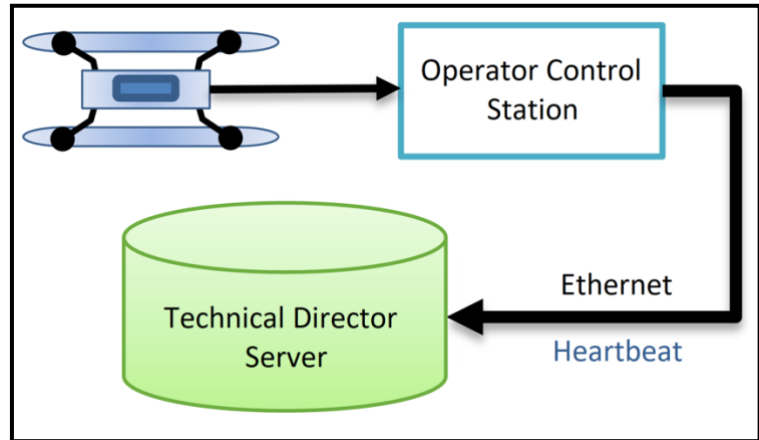 Operator Control
Station
Ethernet
Technical Director
Server
Heartbeat